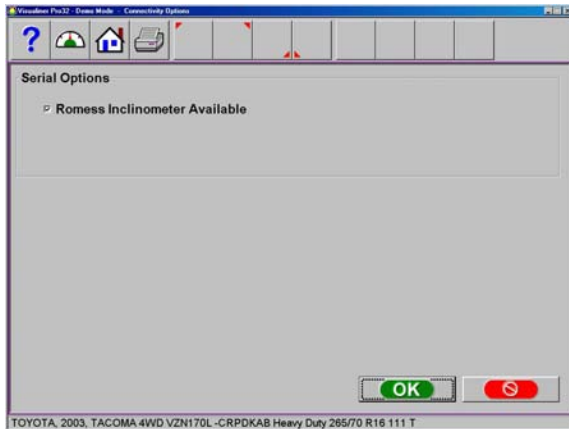 Visualiner Pro32 - Demo Mode - Connectivity Options
?
Serial Options
Romess Inclinometer Available
OK
TOYOTA, 2003, TACOMA 4WD VZN170L -CRPDKAB Heavy Duty 265/70 R16 111 T